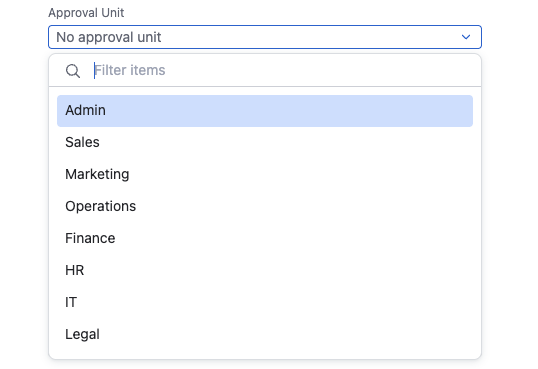 Approval Unit
No approval unit
Filter items
Admin
Sales
Marketing
Operations
Finance
HR
IT
Legal